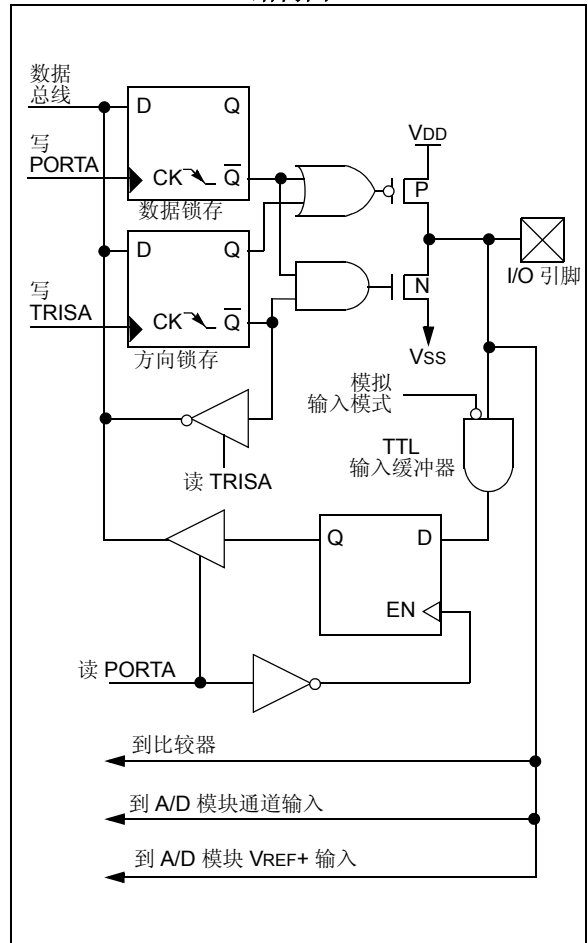 数据
总线
D
Q
写
PORTA
CK
Q
数据锁存
VDD
P
D
Q
I/O 引脚
写
TRISA
CK
Q
N
方向锁存
VSS
模拟
输入模式
TTL
输入缓冲器
读 TRISA
Q
D
EN
读 PORTA
到比较器
到 A/D 模块通道输入
到 A/D 模块 VREF+ 输入